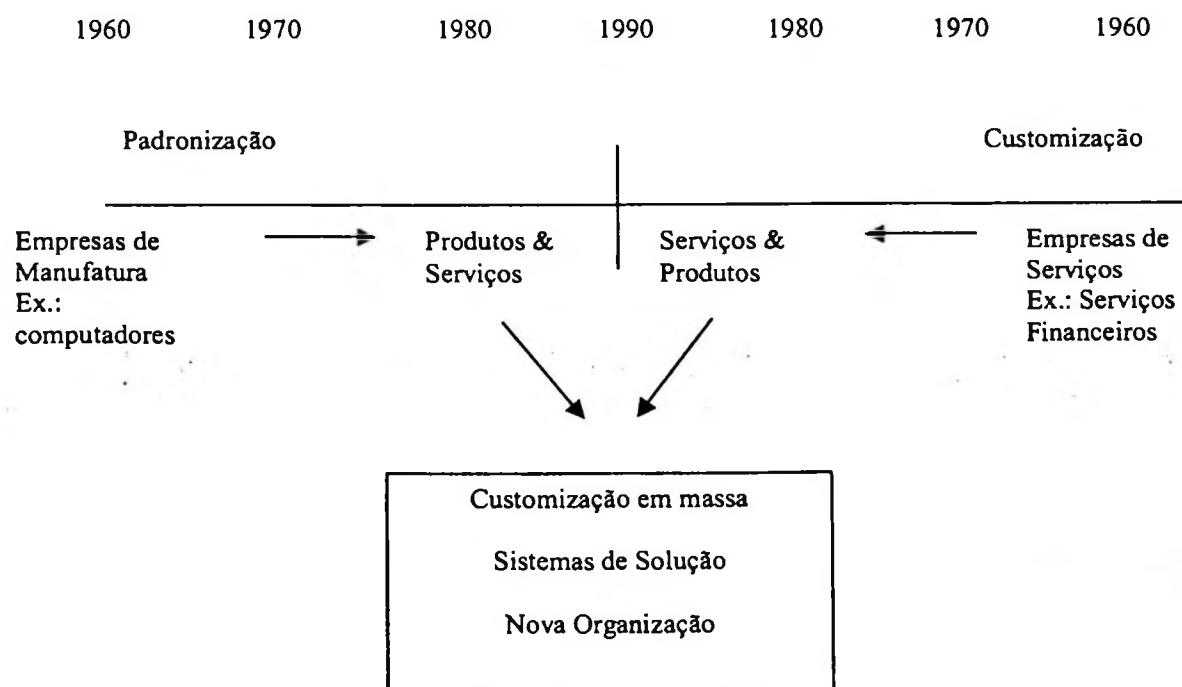 1960 1970 1980 1990 1980 1970 1960
Padronização Customização
Empresas de
Manufatura
Ex.:
computadores
Produtos &
Serviços
Serviços &
Produtos
Empresas de
Serviços
Ex.: Serviços
Financeiros
Customização em massa
Sistemas de Solução
Nova Organização